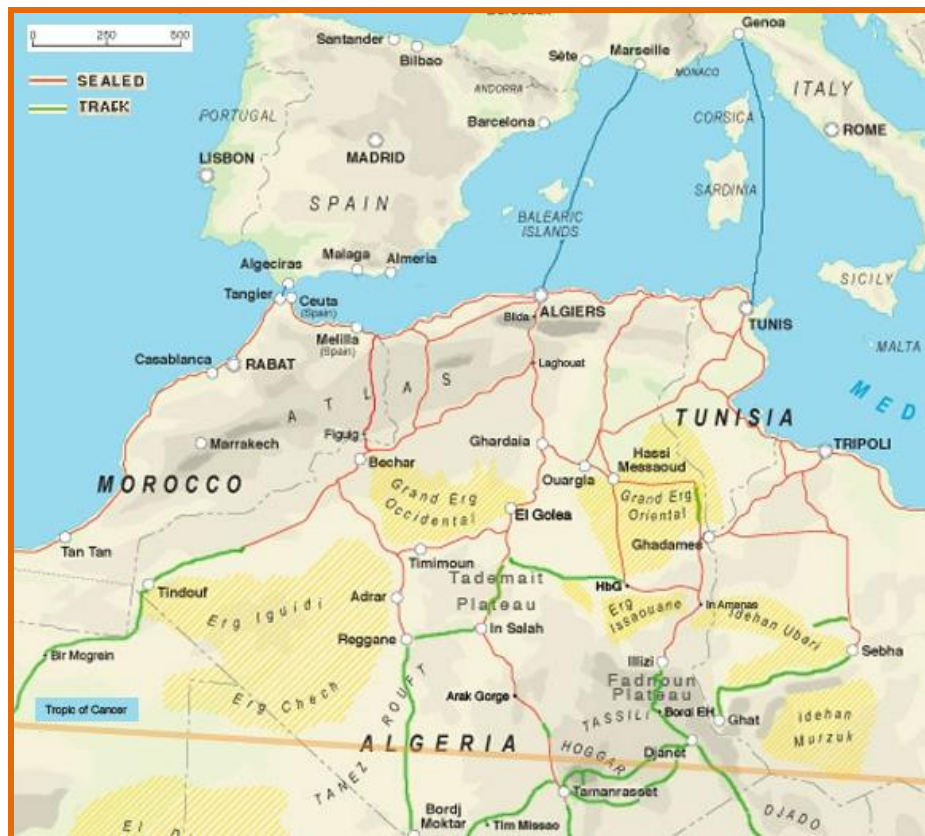 0 250 500
SEALED
TRAEK
Santander
Bilbao
Sète
Marseille
Genoa
MONACO
ANDORRA
ITALY
PORTUGAL
Barcelona
CORSICA
ROME
LISBON
MADRID
SPAIN
SARDINIA
BALEARIC
ISLANDS
SICILY
Malaga
Almeria
Algeciras
Tangier
Ceuta
(Spain)
ALGIERS
Blida
TUNIS
Melilla
(Spain)
MALTA
Casablanca
RABAT
Laghouat
MED
ATLAS
TUNISIA
Marrakech
Figuig
Ghardaia
Hassi
Messaoud
TRIPOLI
Bechar
Ouargla
MOROCCO
Grand Erg
Occidental
Grand Erg
Oriental
El Golea
Tan Tan
Ghadames
Timimoun
Tademait
Plateau
Tindouf
HbG
Adrar
Erg Iguidi
Erg
Issaouane
In Amenas
Idehan Ubari
Reggane
In Salah
Bir Mogrein
Illizi
Sebha
Fadnoun
Plateau
Erg Chech
Arak Gorge
Tropic of Cancer
TASSILI
Bordj EH
Ghat
Idehan
Murzuk
TANEZROUFT
ALGERIA
HOGGAR
Djanet
Tamanrasset
Bordj
Moktar
Tim Missao
DJADO
El D